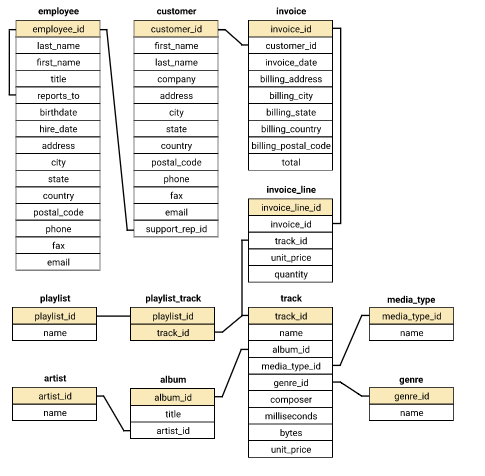 employee
employee_id
last_name
first_name
title
reports_to
birthdate
hire_date
address
city
state
country
postal_code
phone
fax
email
customer
customer_id
first_name
last_name
company
address
city
state
country
postal_code
phone
fax
email
support_rep_id
invoice
invoice_id
customer_id
invoice_date
billing_address
billing_city
billing_state
billing_country
billing_postal_code
total
invoice_line
invoice_line_id
invoice_id
track_id
unit_price
quantity
playlist
playlist_id
name
playlist_track
playlist_id
track_id
track
track_id
name
album_id
media_type_id
genre_id
composer
milliseconds
bytes
unit_price
media_type
media_type_id
name
artist
artist_id
name
album
album_id
title
artist_id
genre
genre_id
name